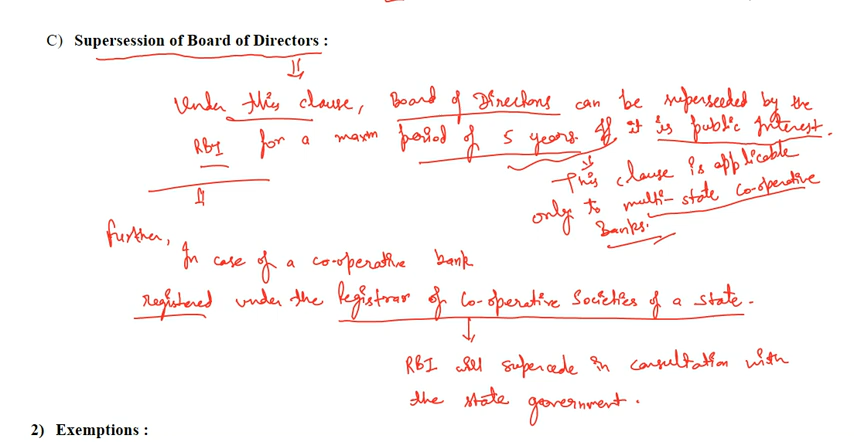 C) Supersession of Board of Directors :
Under this clause, Board of Directors can be superseeded by the
RBI for a maxm period of 5 years. If it is public Interest.
This clause is applicable
only to multi-state co-operative
Banks.
further,
In case of a co-operative bank
registered under the Registrar of Co-operative Societies of a state.
RBI will supercede in consultation with
the state government.
2) Exemptions :